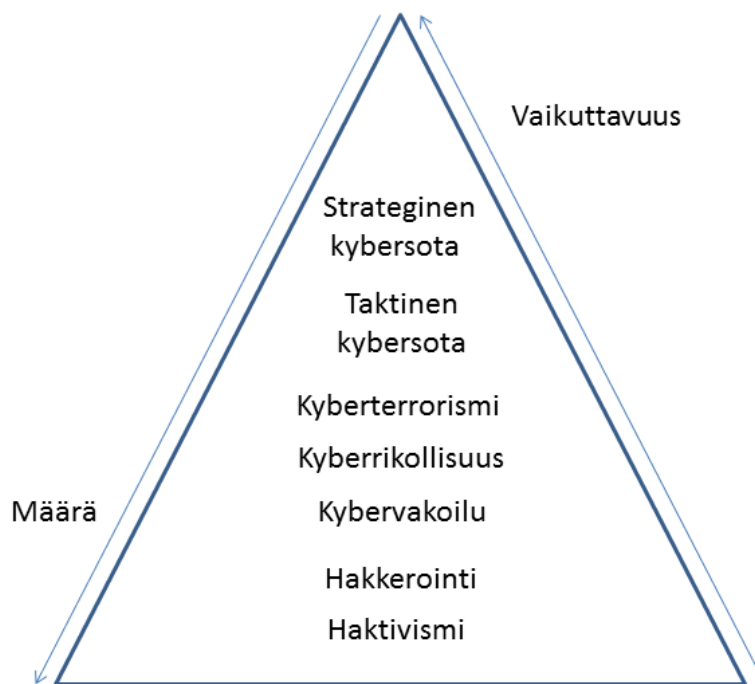 Vaikuttavuus
Strateginen
kybersota
Taktinen
kybersota
Kyberterrorismi
Kyberrikollisuus
Määrä
Kybervakoilu
Hakkerointi
Haktivismi